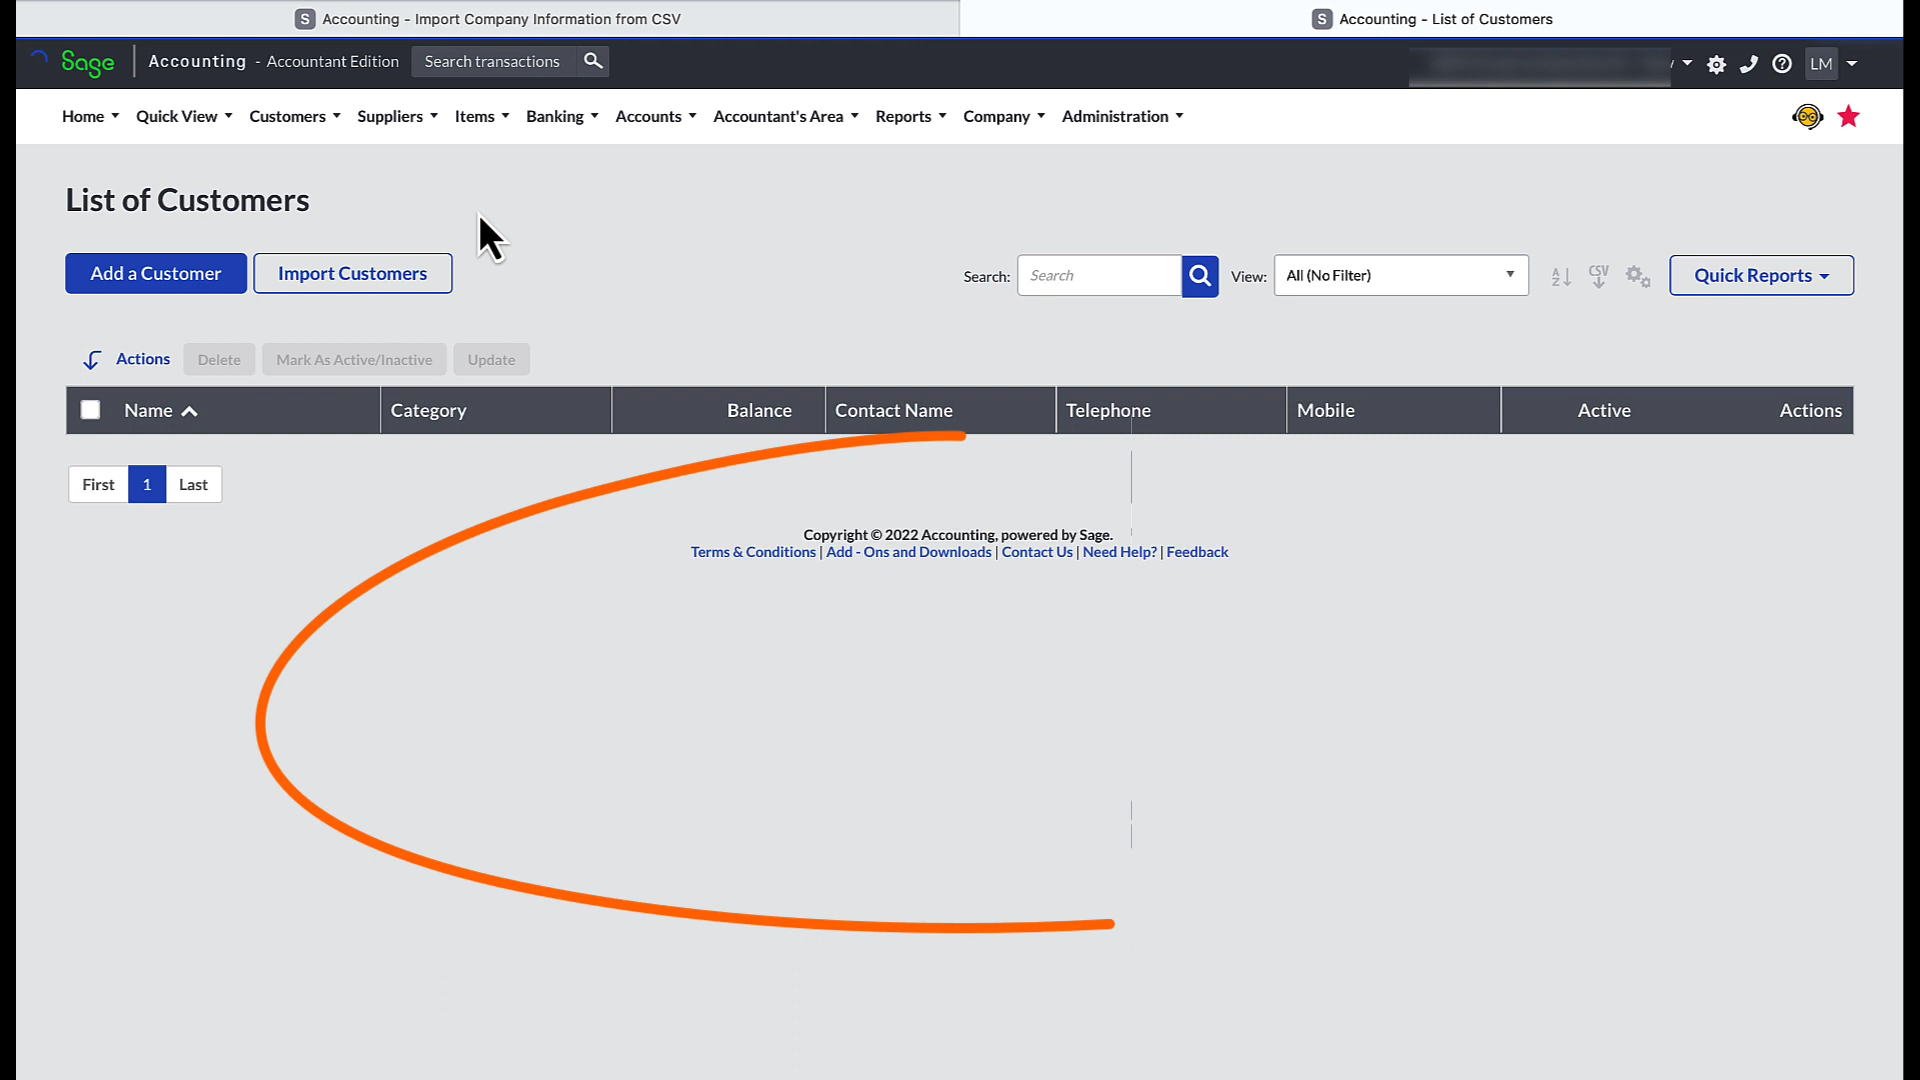 S Accounting - Import Company Information from CSV
S Accounting - List of Customers
Sage Accounting - Accountant Edition Search transactions LM
Home Quick View Customers Suppliers Items Banking Accounts Accountant's Area Reports Company Administration
List of Customers
Add a Customer Import Customers Search: Search View: All (No Filter) AZ CSV Quick Reports
Actions Delete Mark As Active/Inactive Update
Name Category Balance Contact Name Telephone Mobile Active Actions
First 1 Last
Copyright © 2022 Accounting, powered by Sage.
Terms & Conditions | Add - Ons and Downloads | Contact Us | Need Help? | Feedback